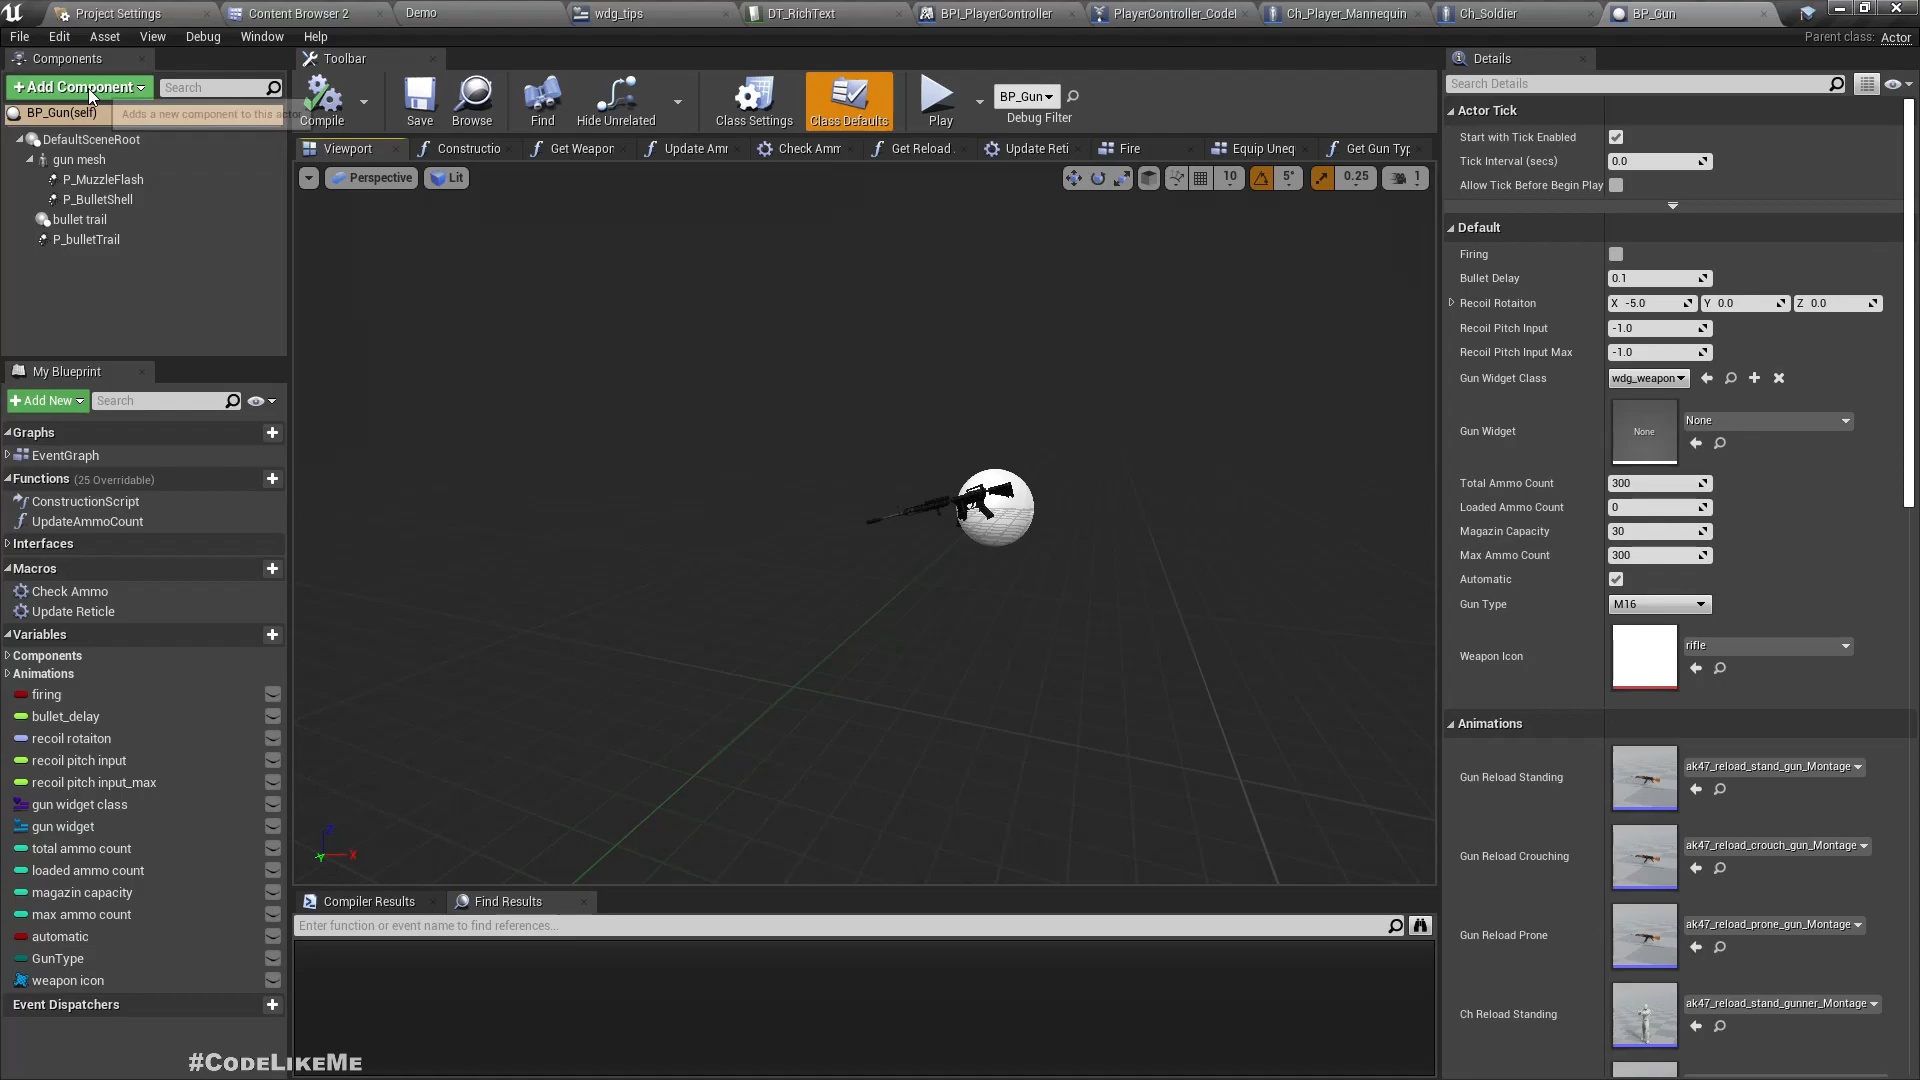 Project Settings
Content Browser 2
Demo
wdg_tips
DT_RichText
BPI_PlayerController
PlayerController_CodeL
Ch_Player_Mannequin
Ch_Soldier
BP_Gun
File Edit Asset View Debug Window Help
Parent class: Actor
Components
Toolbar
Details
+Add Component
Search
Search Details
BP_Gun(self)
Adds a new component to this actor
Compile
Save
Browse
Find
Hide Unrelated
Class Settings
Class Defaults
Play
BP_Gun
Debug Filter
DefaultSceneRoot
gun mesh
P_MuzzleFlash
P_BulletShell
bullet trail
P_bulletTrail
Viewport
Constructio
Get Weapor
Update Amr
Check Amr
Get Reload
Update Reti
Fire
Equip Uneq
Get Gun Typ
Perspective
Lit
10
5°
0.25
1
Actor Tick
Start with Tick Enabled
Tick Interval (secs) 0.0
Allow Tick Before Begin Play
Default
Firing
Bullet Delay 0.1
Recoil Rotaiton X -5.0 Y 0.0 Z 0.0
Recoil Pitch Input -1.0
Recoil Pitch Input Max -1.0
Gun Widget Class wdg_weapon
Gun Widget None None
Total Ammo Count 300
Loaded Ammo Count 0
Magazin Capacity 30
Max Ammo Count 300
Automatic
Gun Type M16
Weapon Icon rifle
Animations
Gun Reload Standing ak47_reload_stand_gun_Montage
Gun Reload Crouching ak47_reload_crouch_gun_Montage
Gun Reload Prone ak47_reload_prone_gun_Montage
Ch Reload Standing ak47_reload_stand_gunner_Montage
My Blueprint
+Add New
Search
Graphs
EventGraph
Functions (25 Overridable)
ConstructionScript
UpdateAmmoCount
Interfaces
Macros
Check Ammo
Update Reticle
Variables
Components
Animations
firing
bullet_delay
recoil rotaiton
recoil pitch input
recoil pitch input_max
gun widget class
gun widget
total ammo count
loaded ammo count
magazin capacity
max ammo count
automatic
GunType
weapon icon
Event Dispatchers
Z
X
Y
Compiler Results
Find Results
Enter function or event name to find references...
#CodeLikeMe